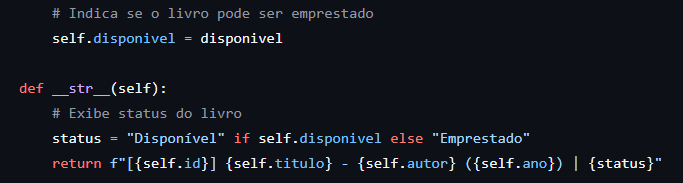 # Indica se o livro pode ser emprestado
self.disponivel = disponivel
def __str__(self):
# Exibe status do livro
status = "Disponível" if self.disponivel else "Emprestado"
return f"[{self.id}] {self.titulo} - {self.autor} ({self.ano}) | {status}"